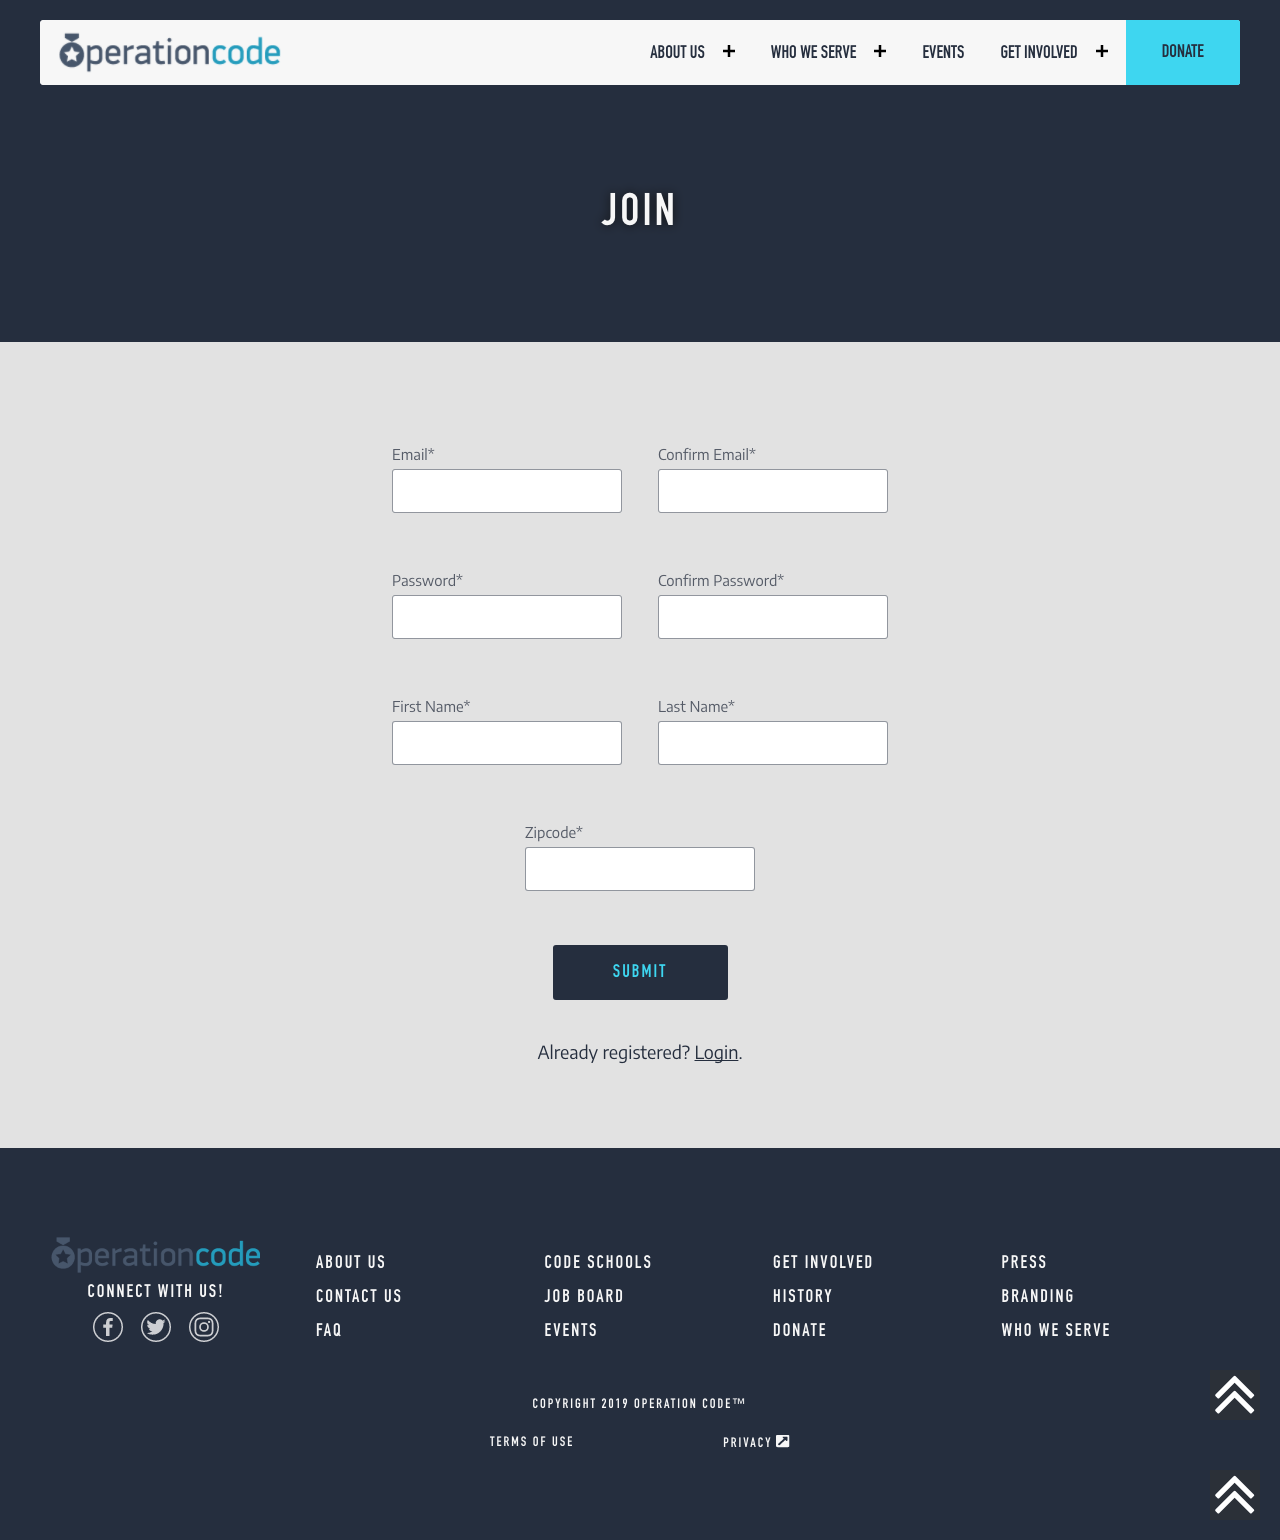 Operationcode ABOUT US WHO WE SERVE EVENTS GET INVOLVED DONATE
JOIN
Email* Confirm Email*
Password* Confirm Password*
First Name* Last Name*
Zipcode*
SUBMIT
Already registered? Login.
Operationcode
CONNECT WITH US!
ABOUT US CODE SCHOOLS GET INVOLVED PRESS
CONTACT US JOB BOARD HISTORY BRANDING
FAQ EVENTS DONATE WHO WE SERVE
COPYRIGHT 2019 OPERATION CODE™
TERMS OF USE PRIVACY